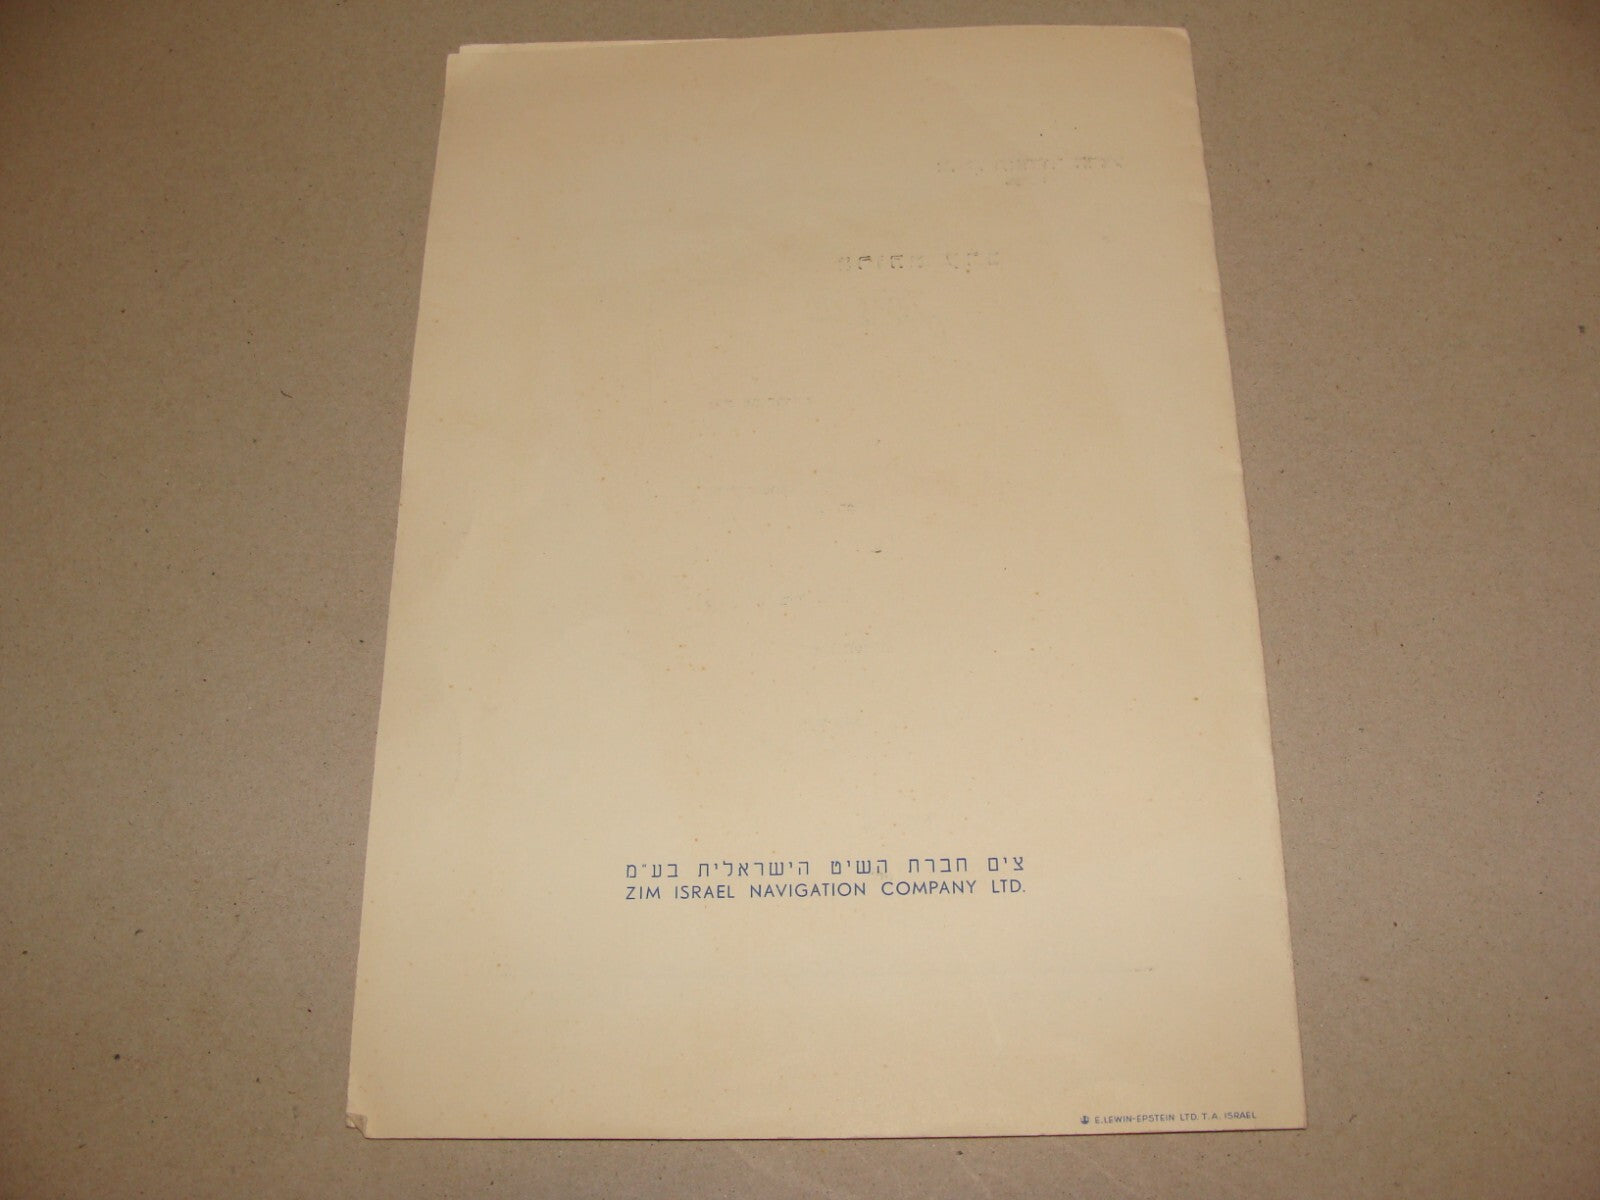 צים חברת השיט הישראלית בע"מ
ZIM ISRAEL NAVIGATION COMPANY LTD.
E. LEWIN-EPSTEIN LTD. T. A. ISRAEL